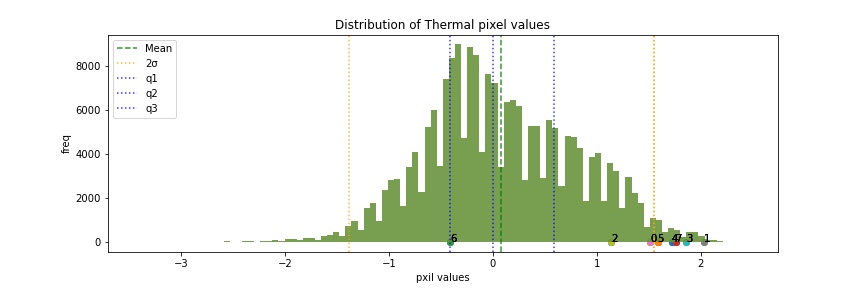 Distribution of Thermal pixel values
Mean
2σ
q1
q2
q3
freq
8000
6000
4000
2000
0
6 2 0 5 4 7 3 1
−3 −2 −1 0 1 2
pxil values